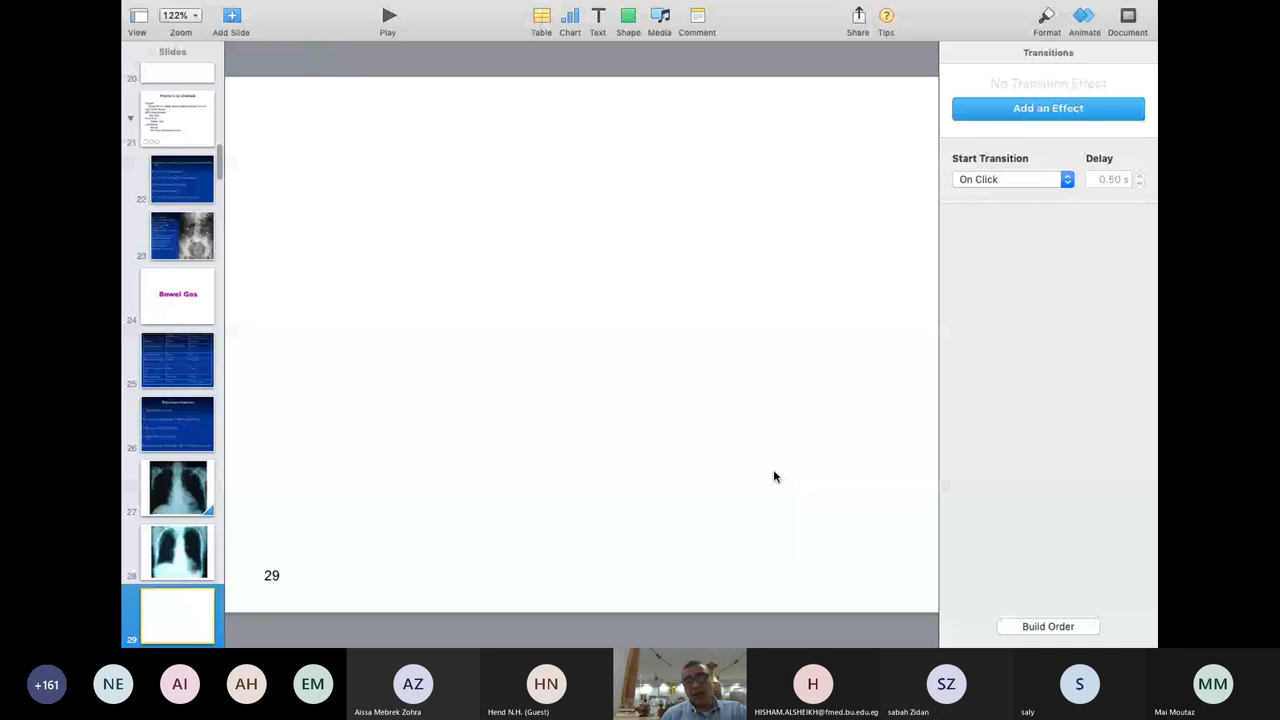 View
122%
Zoom
Add Slide
Play
Table
Chart
Text
Shape
Media
Comment
Share
Tips
Format
Animate
Document
Slides
20
21
22
23
Bowel Gas
24
25
26
27
28
29
29
Transitions
No Transition Effect
Add an Effect
Start Transition
Delay
On Click
0.50 s
Build Order
+161
NE
AI
AH
EM
AZ
Aissa Mebrek Zohra
HN
Hend N.H. (Guest)
H
HISHAM.ALSHEIKH@fmed.bu.edu.eg
SZ
sabah Zidan
S
saly
MM
Mai Moutaz